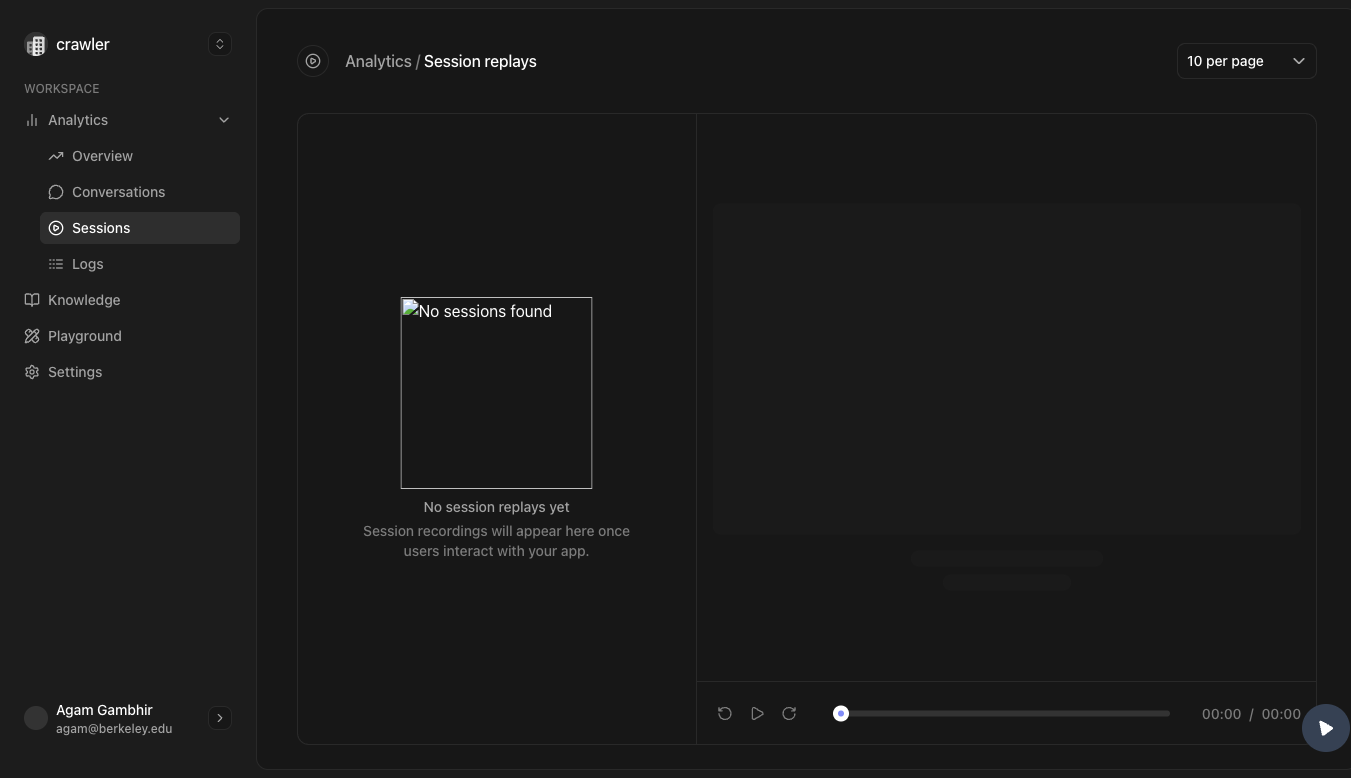 crawler
WORKSPACE
Analytics
Overview
Conversations
Sessions
Logs
Knowledge
Playground
Settings
Agam Gambhir
agam@berkeley.edu
Analytics / Session replays
10 per page
No sessions found
No session replays yet
Session recordings will appear here once
users interact with your app.
00:00 / 00:00